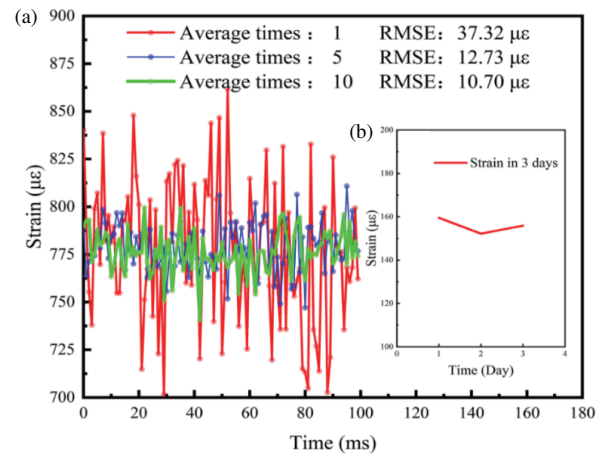 (a)
900
875
850
825
800
775
750
725
700
Strain (με)
Average times： 1 RMSE：37.32 με
Average times： 5 RMSE：12.73 με
Average times： 10 RMSE：10.70 με
0 20 40 60 80 100 120 140 160 180
Time (ms)
(b)
200
180
160
140
120
100
Strain (με)
Strain in 3 days
0 1 2 3 4
Time (Day)